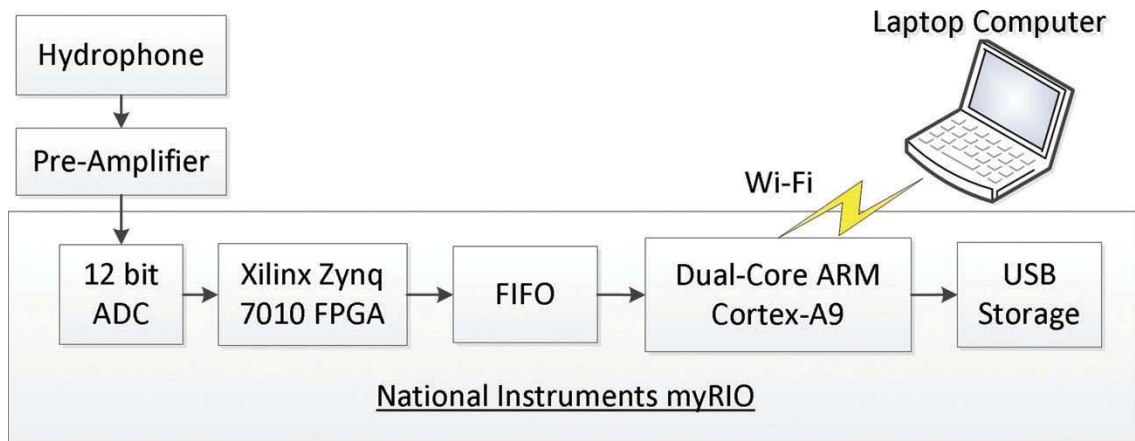 Hydrophone
Laptop Computer
Pre-Amplifier
Wi-Fi
12 bit
ADC
Xilinx Zynq
7010 FPGA
FIFO
Dual-Core ARM
Cortex-A9
USB
Storage
National Instruments myRIO